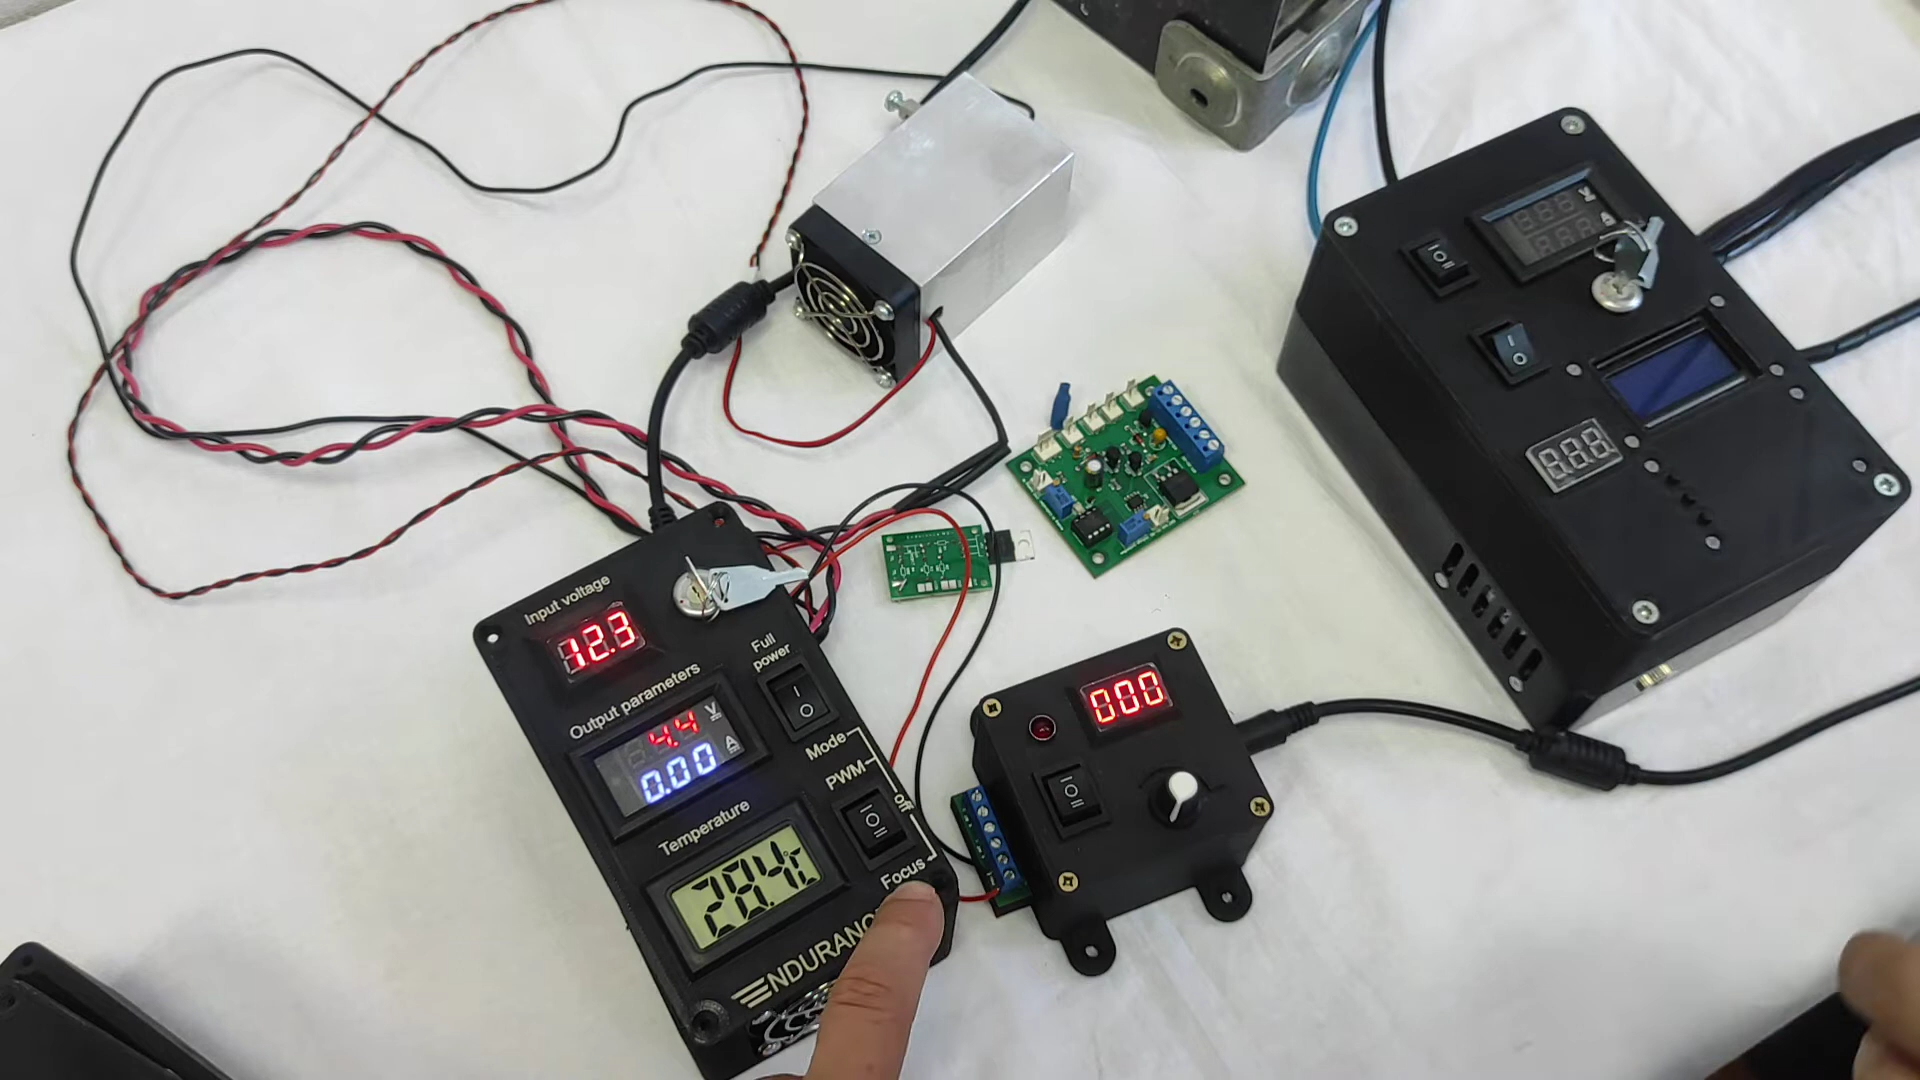 Input voltage
12.3
Full
power
Output parameters
4.4 V
0.00 A
Mode
PWM
Off
Focus
Temperature
28.4°C
ENDURANC
000
V
A